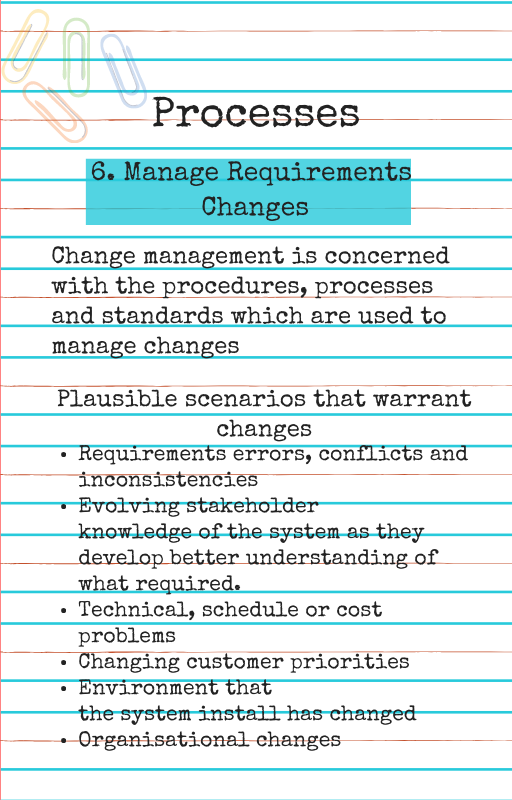 Processes
6. Manage Requirements
Changes
Change management is concerned
with the procedures, processes
and standards which are used to
manage changes
Plausible scenarios that warrant
changes
• Requirements errors, conflicts and
inconsistencies
• Evolving stakeholder
knowledge of the system as they
develop better understanding of
what required.
• Technical, schedule or cost
problems
• Changing customer priorities
• Environment that
the system install has changed
• Organisational changes